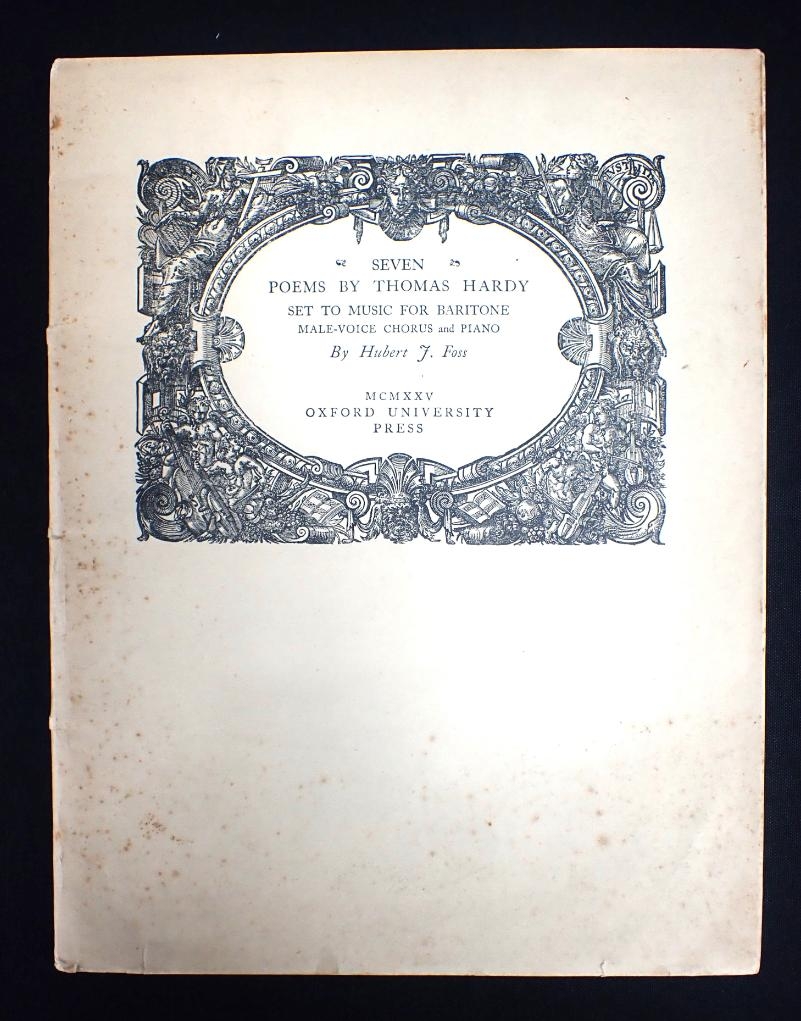 SEVEN
POEMS BY THOMAS HARDY
SET TO MUSIC FOR BARITONE
MALE-VOICE CHORUS and PIANO
By Hubert J. Foss
MCMXXV
OXFORD UNIVERSITY
PRESS